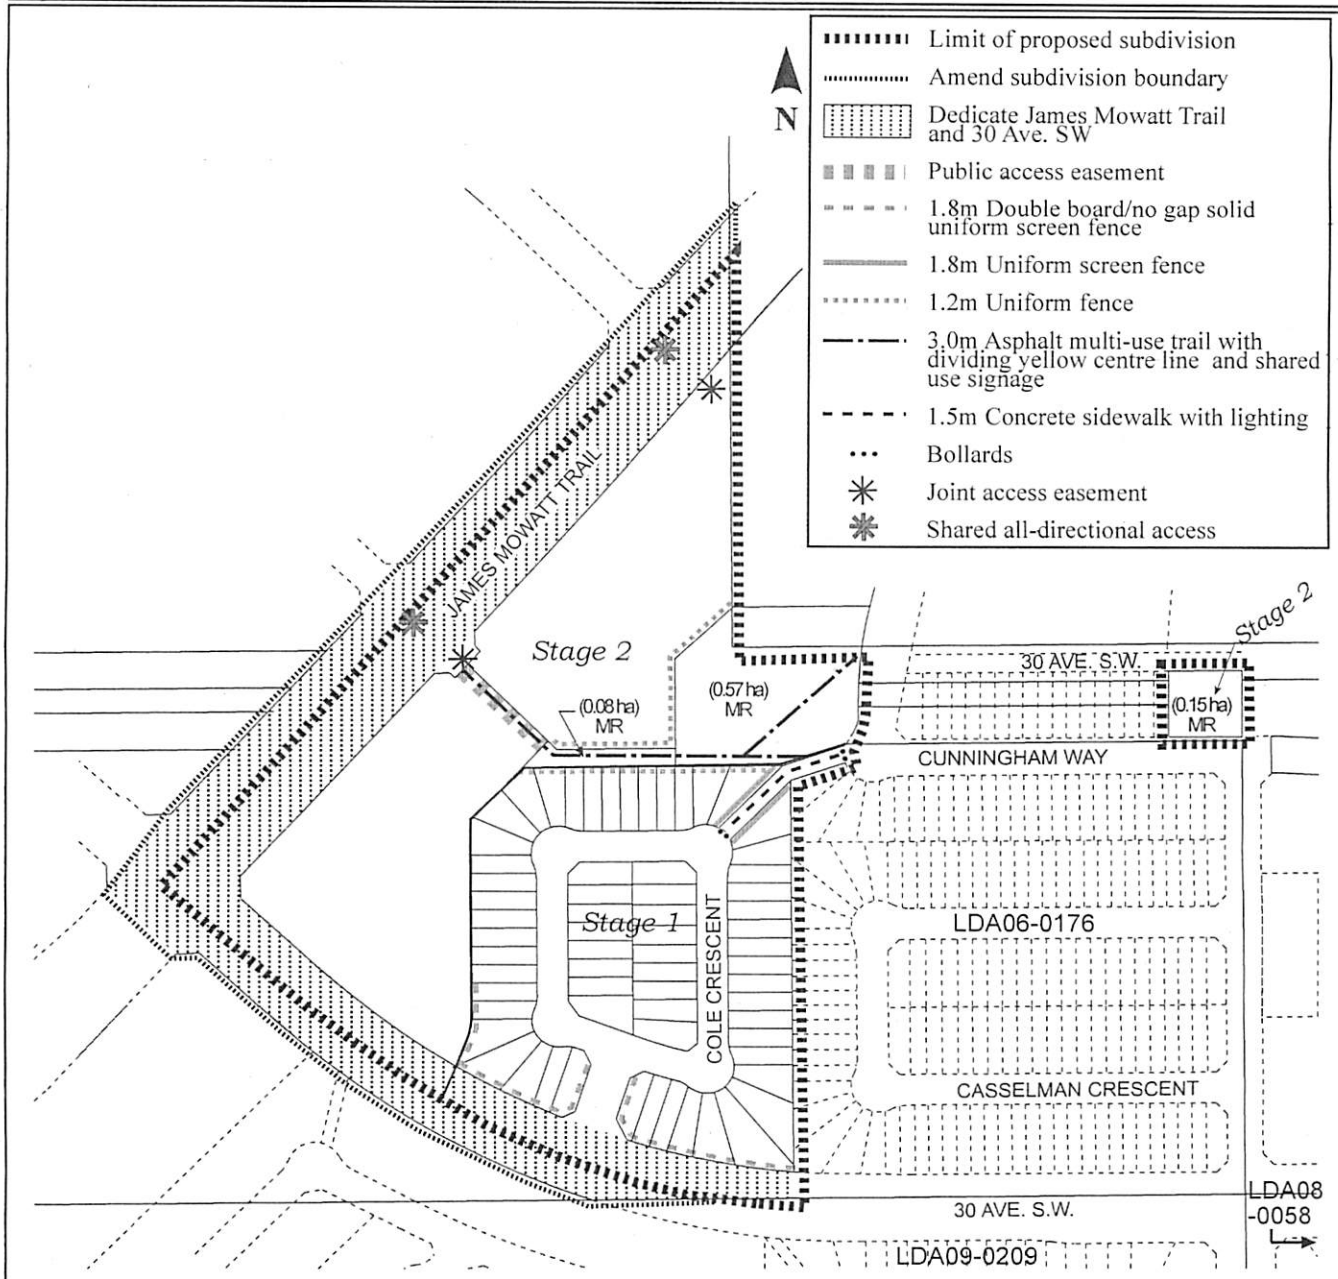 Limit of proposed subdivision
Amend subdivision boundary
Dedicate James Mowatt Trail
and 30 Ave. SW
Public access easement
1.8m Double board/no gap solid
uniform screen fence
1.8m Uniform screen fence
1.2m Uniform fence
3.0m Asphalt multi-use trail with
dividing yellow centre line and shared
use signage
1.5m Concrete sidewalk with lighting
Bollards
Joint access easement
Shared all-directional access
N
JAMES MOWATT TRAIL
Stage 2
Stage 2
30 AVE. S.W.
(0.57 ha)
MR
(0.08 ha)
MR
(0.15 ha)
MR
CUNNINGHAM WAY
Stage 1
COLE CRESCENT
LDA06-0176
CASSELMAN CRESCENT
30 AVE. S.W.
LDA08
-0058
LDA09-0209